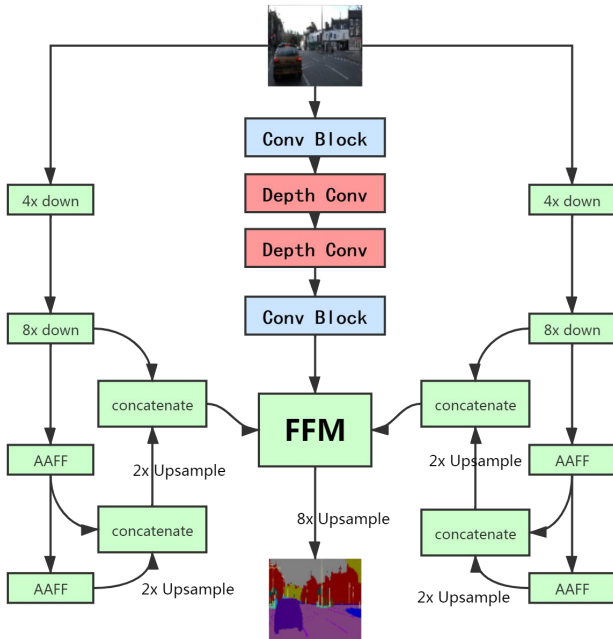 Conv Block
Depth Conv
4x down
4x down
Depth Conv
8x down
Conv Block
8x down
concatenate
FFM
concatenate
AAFF
2x Upsample
2x Upsample
AAFF
concatenate
8x Upsample
concatenate
AAFF
2x Upsample
2x Upsample
AAFF